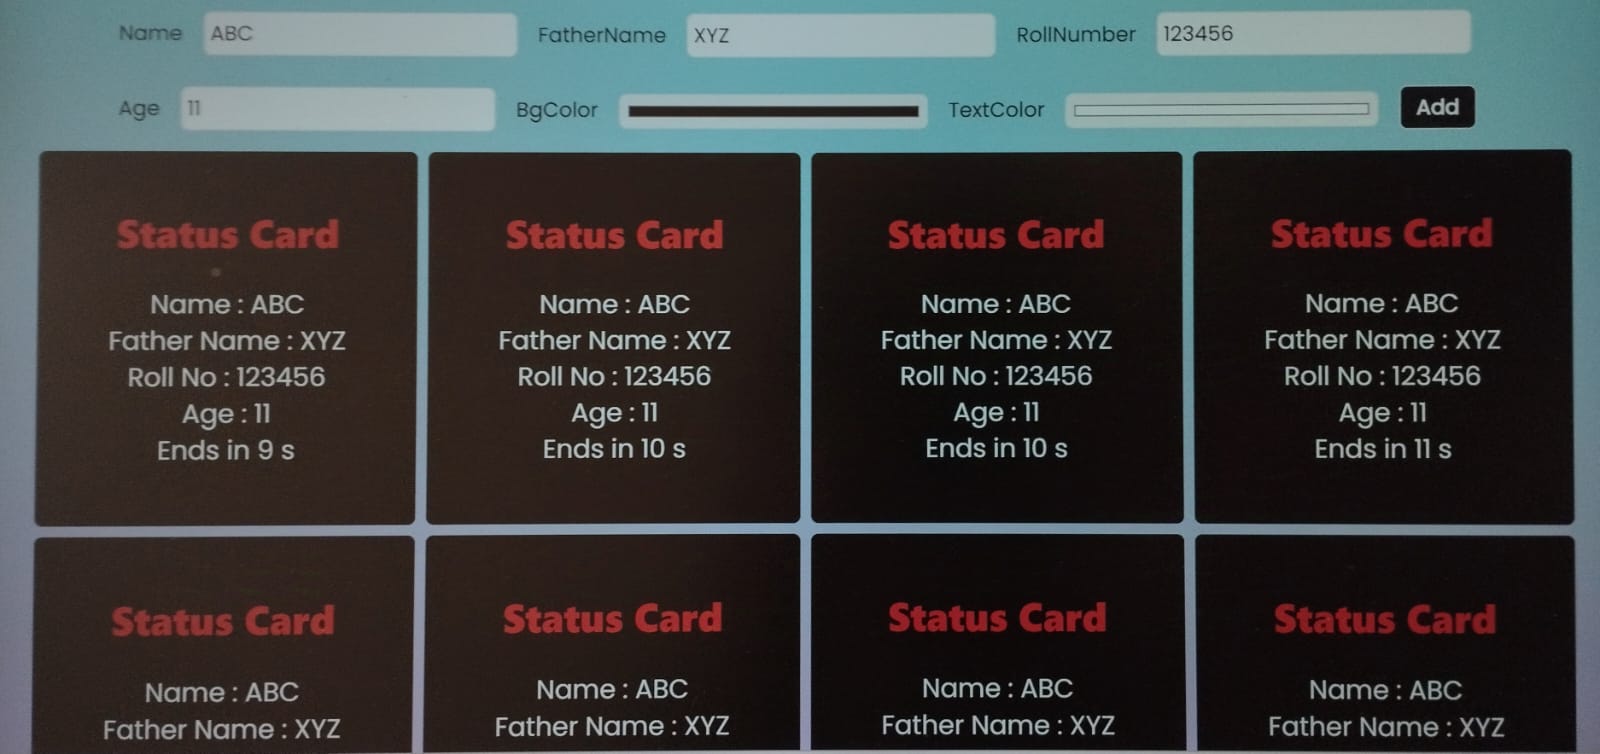 Name ABC FatherName XYZ RollNumber 123456
Age 11 BgColor TextColor Add
Status Card
Name : ABC
Father Name : XYZ
Roll No : 123456
Age : 11
Ends in 9 s
Status Card
Name : ABC
Father Name : XYZ
Roll No : 123456
Age : 11
Ends in 10 s
Status Card
Name : ABC
Father Name : XYZ
Roll No : 123456
Age : 11
Ends in 10 s
Status Card
Name : ABC
Father Name : XYZ
Roll No : 123456
Age : 11
Ends in 11 s
Status Card
Name : ABC
Father Name : XYZ
Status Card
Name : ABC
Father Name : XYZ
Status Card
Name : ABC
Father Name : XYZ
Status Card
Name : ABC
Father Name : XYZ